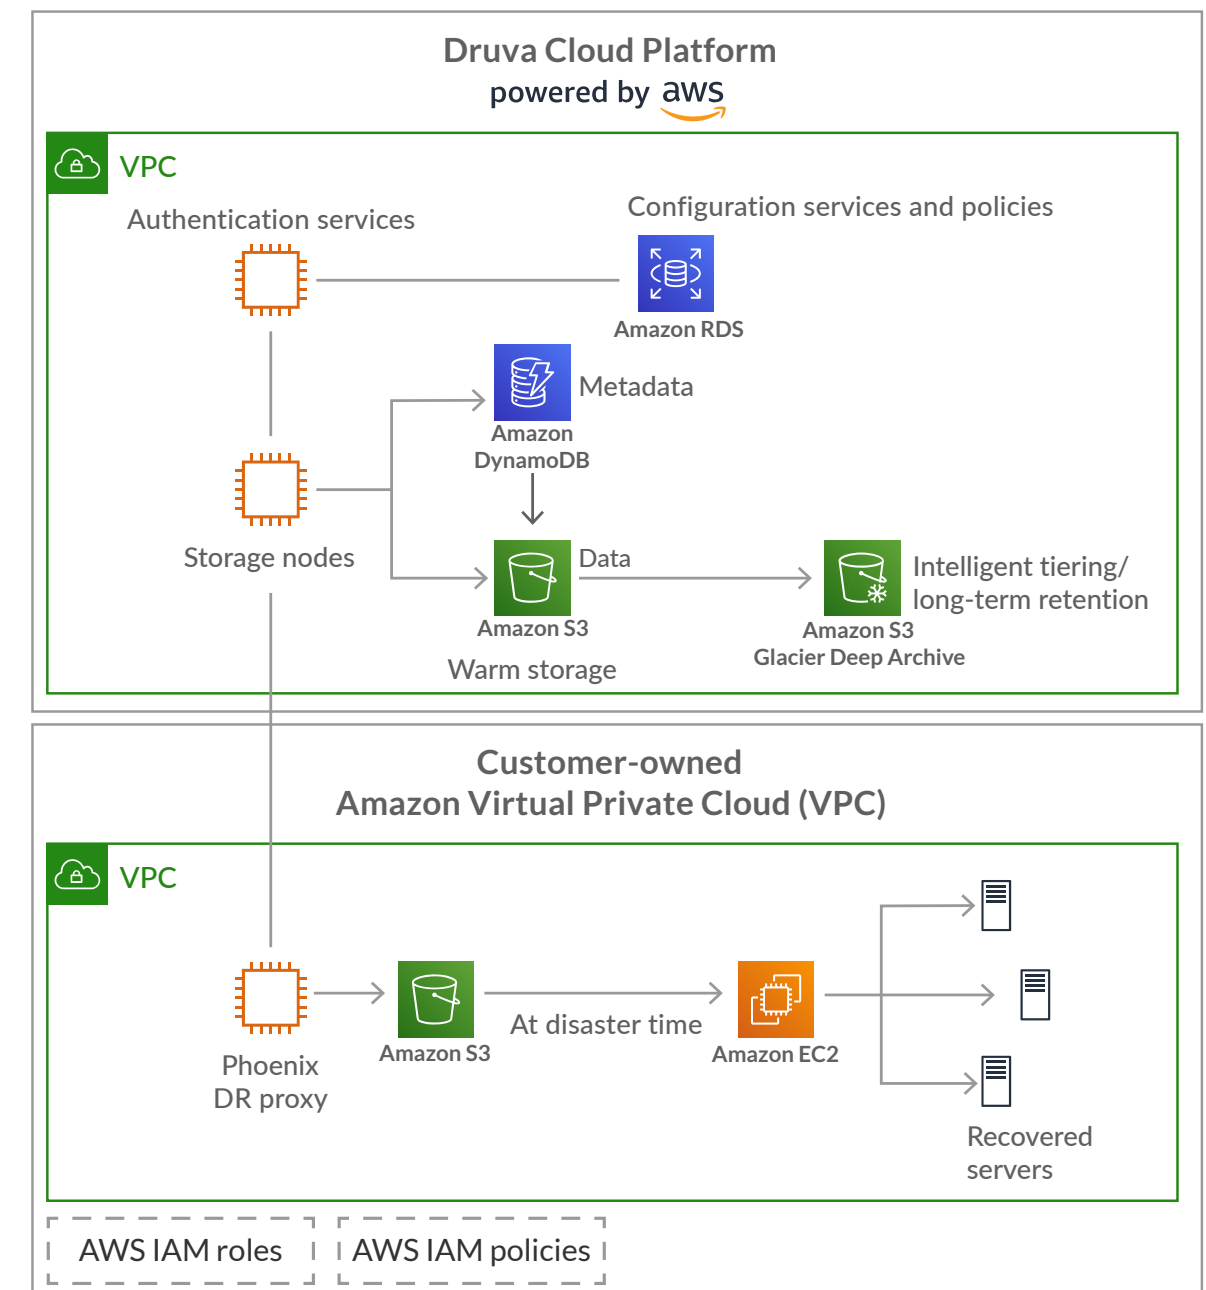 Druva Cloud Platform
powered by aws
VPC
Authentication services
Configuration services and policies
Amazon RDS
Metadata
Amazon
DynamoDB
Storage nodes
Data
Amazon S3
Warm storage
Intelligent tiering/
long-term retention
Amazon S3
Glacier Deep Archive
Customer-owned
Amazon Virtual Private Cloud (VPC)
VPC
Phoenix
DR proxy
Amazon S3
At disaster time
Amazon EC2
Recovered
servers
AWS IAM roles
AWS IAM policies